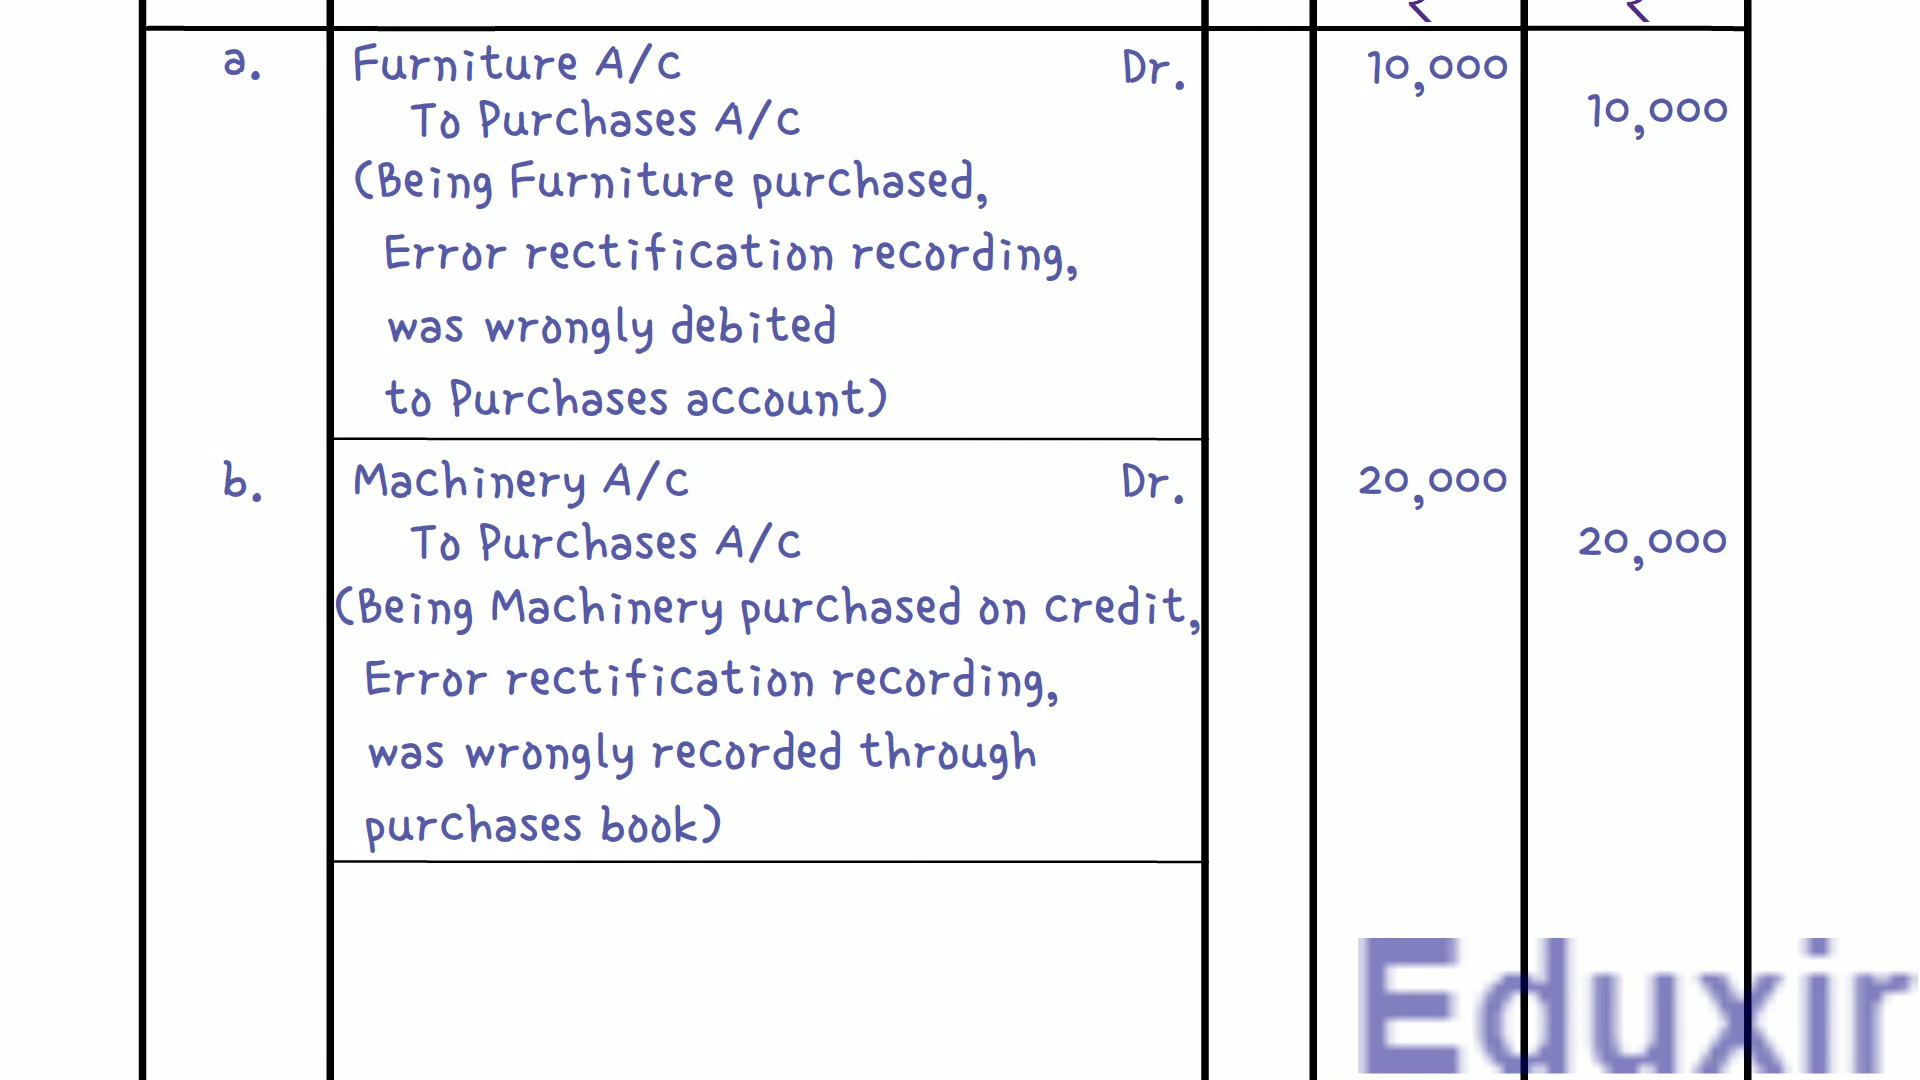 ₹ ₹
a. Furniture A/c Dr. 10,000
To Purchases A/c 10,000
(Being Furniture purchased,
Error rectification recording,
was wrongly debited
to Purchases account)
b. Machinery A/c Dr. 20,000
To Purchases A/c 20,000
(Being Machinery purchased on credit,
Error rectification recording,
was wrongly recorded through
purchases book)
Eduxir